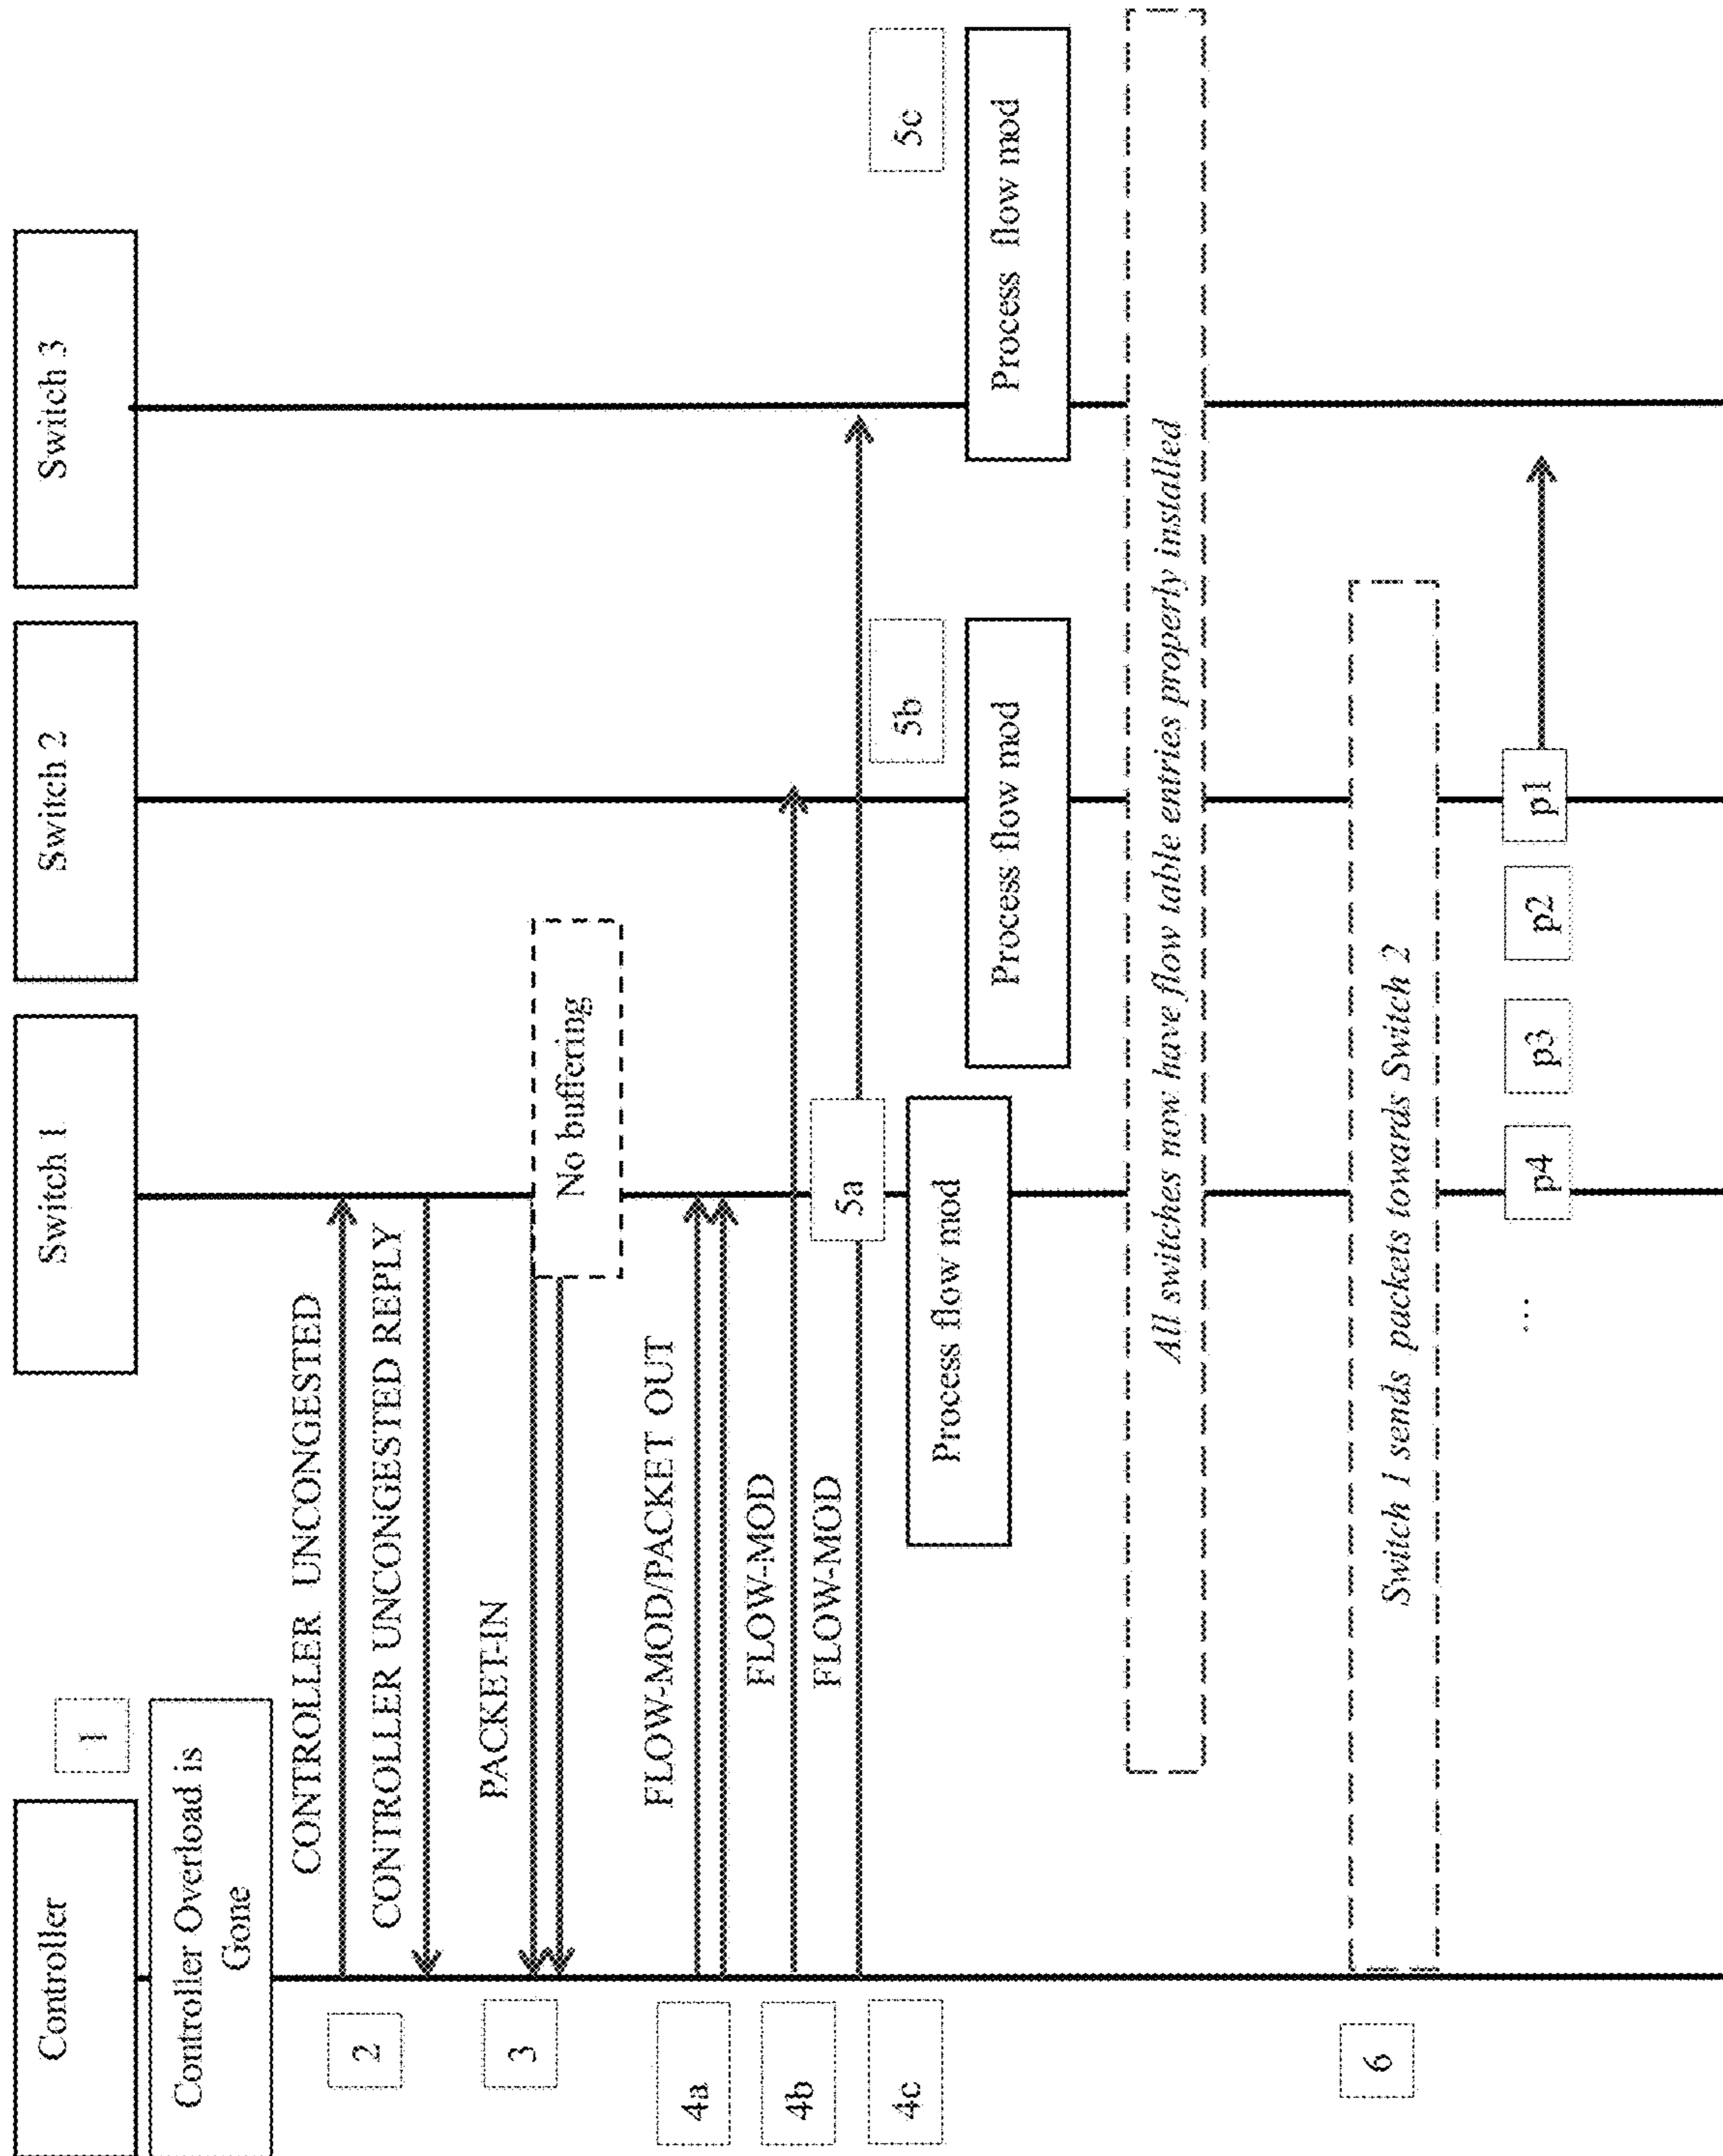 Controller
Switch 1
Switch 2
Switch 3
1
Controller Overload is
Gone
2
CONTROLLER UNCONGESTED
CONTROLLER UNCONGESTED REPLY
3
PACKET-IN
No buffering
4a
FLOW-MOD/PACKET OUT
4b
FLOW-MOD
4c
FLOW-MOD
5a
5b
5c
Process flow mod
Process flow mod
Process flow mod
All switches now have flow table entries properly installed
6
Switch 1 sends packets towards Switch 2
... p4 p3 p2 p1